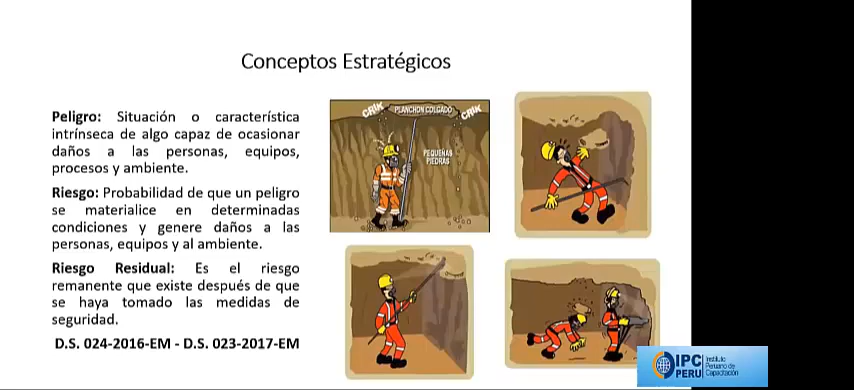 Conceptos Estratégicos
Peligro: Situación o característica
intrínseca de algo capaz de ocasionar
daños a las personas, equipos,
procesos y ambiente.
Riesgo: Probabilidad de que un peligro
se materialice en determinadas
condiciones y genere daños a las
personas, equipos y al ambiente.
Riesgo Residual: Es el riesgo
remanente que existe después de que
se haya tomado las medidas de
seguridad.
D.S. 024-2016-EM - D.S. 023-2017-EM
CRIK PLANCHON COLGADO CRIK
PEQUEÑAS
PIEDRAS
IPC
PERU
Instituto
Peruano de
Capacitación